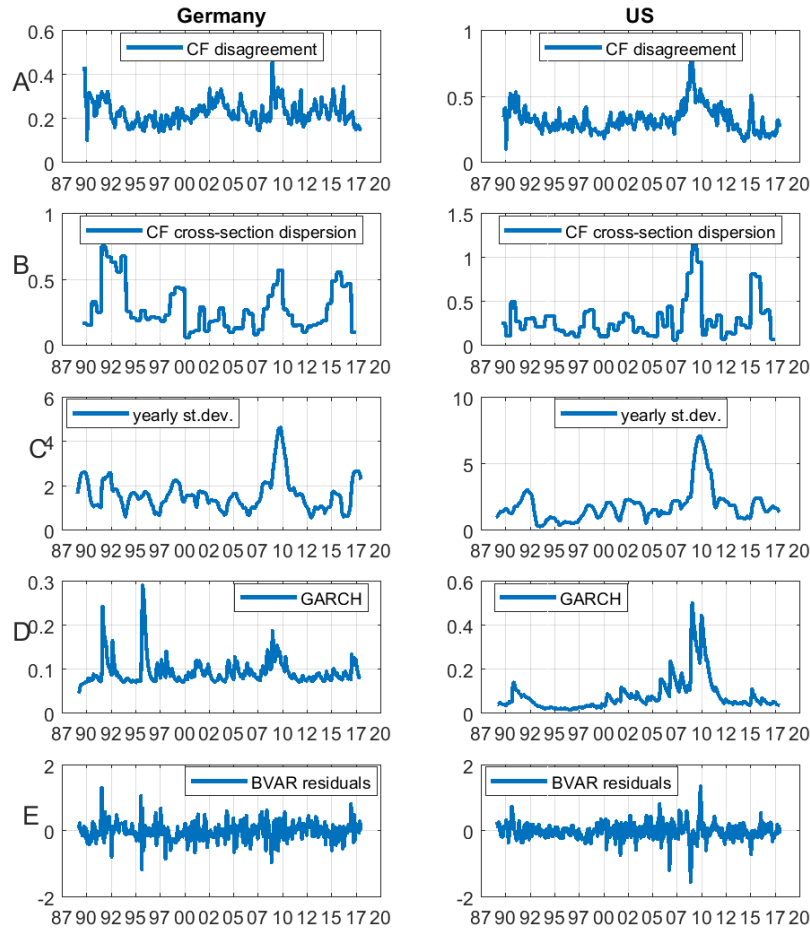 Germany US
A
0.6 CF disagreement 1 CF disagreement
0.4
0.2 0.5
0 0
87 90 92 95 97 00 02 05 07 10 12 15 17 20 87 90 92 95 97 00 02 05 07 10 12 15 17 20
B
1 CF cross-section dispersion 1.5 CF cross-section dispersion
1
0.5 0.5
0 0
87 90 92 95 97 00 02 05 07 10 12 15 17 20 87 90 92 95 97 00 02 05 07 10 12 15 17 20
C
6 yearly st.dev. 10 yearly st.dev.
4
2 5
0 0
87 90 92 95 97 00 02 05 07 10 12 15 17 20 87 90 92 95 97 00 02 05 07 10 12 15 17 20
D
0.3 GARCH 0.6 GARCH
0.2 0.4
0.1 0.2
0 0
87 90 92 95 97 00 02 05 07 10 12 15 17 20 87 90 92 95 97 00 02 05 07 10 12 15 17 20
E
2 BVAR residuals 2 BVAR residuals
0 0
-2 -2
87 90 92 95 97 00 02 05 07 10 12 15 17 20 87 90 92 95 97 00 02 05 07 10 12 15 17 20